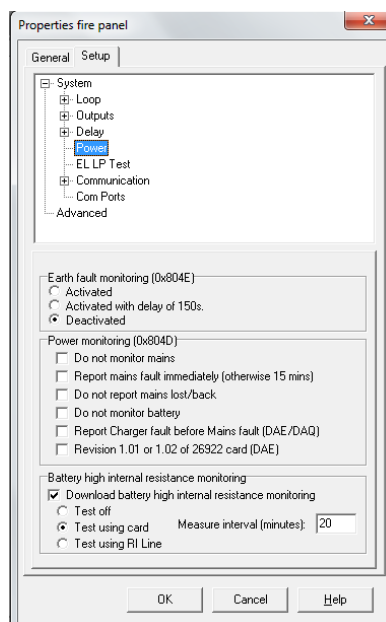 Properties fire panel
General Setup
System
Loop
Outputs
Delay
Power
EL LP Test
Communication
Com Ports
Advanced
Earth fault monitoring (0x804E)
Activated
Activated with delay of 150s.
Deactivated
Power monitoring (0x804D)
Do not monitor mains
Report mains fault immediately (otherwise 15 mins)
Do not report mains lost/back
Do not monitor battery
Report Charger fault before Mains fault (DAE/DAQ)
Revision 1.01 or 1.02 of 26922 card (DAE)
Battery high internal resistance monitoring
Download battery high internal resistance monitoring
Test off
Test using card Measure interval (minutes): 20
Test using RI Line
OK Cancel Help